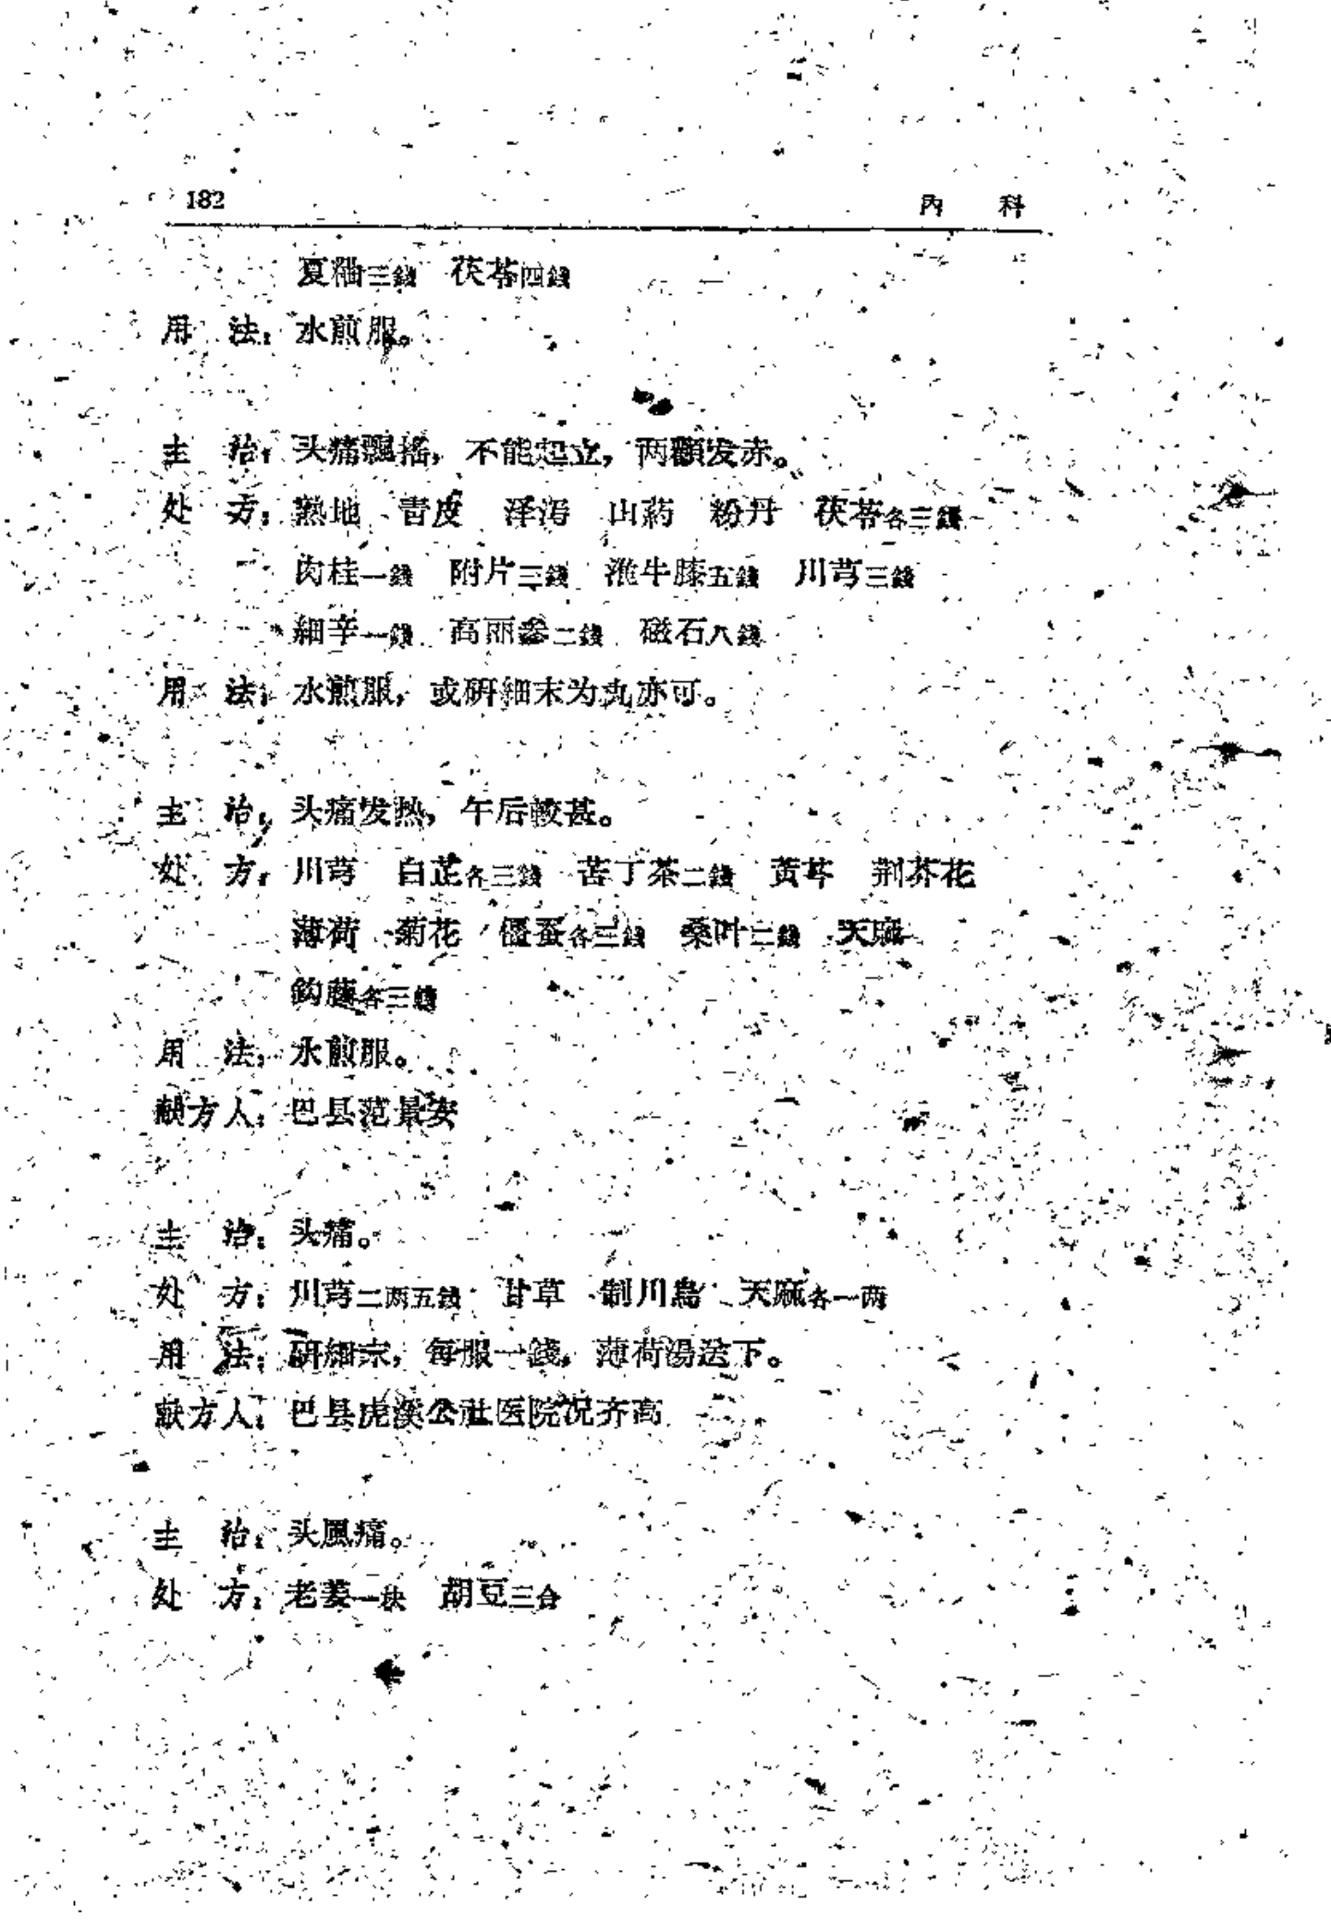 182 内 科
夏釉三錢 茯苓四錢
用 法：水煎服。
主 治：头痛飄搖，不能起立，两顴发赤。
处 方：熟地 青皮 泽泻 山葯 粉丹 茯苓各三錢
肉桂一錢 附片三錢 淮牛膝五錢 川芎三錢
細辛一錢 高丽參二錢 磁石八錢
用 法：水煎服，或研細末为丸亦可。
主 治：头痛发热，午后較甚。
处 方：川芎 白芷各三錢 苦丁茶二錢 黃芩 荆芥花
薄荷 菊花 僵蚕各三錢 桑叶二錢 天麻
鈎藤各三錢
用 法：水煎服。
献方人：巴县范景安
主 治：头痛。
处 方：川芎二两五錢 甘草 制川烏 天麻各一两
用 法：研細末，每服一錢，薄荷湯送下。
献方人：巴县虎溪公社医院况齐高
主 治：头風痛。
处 方：老姜一块 胡豆三合